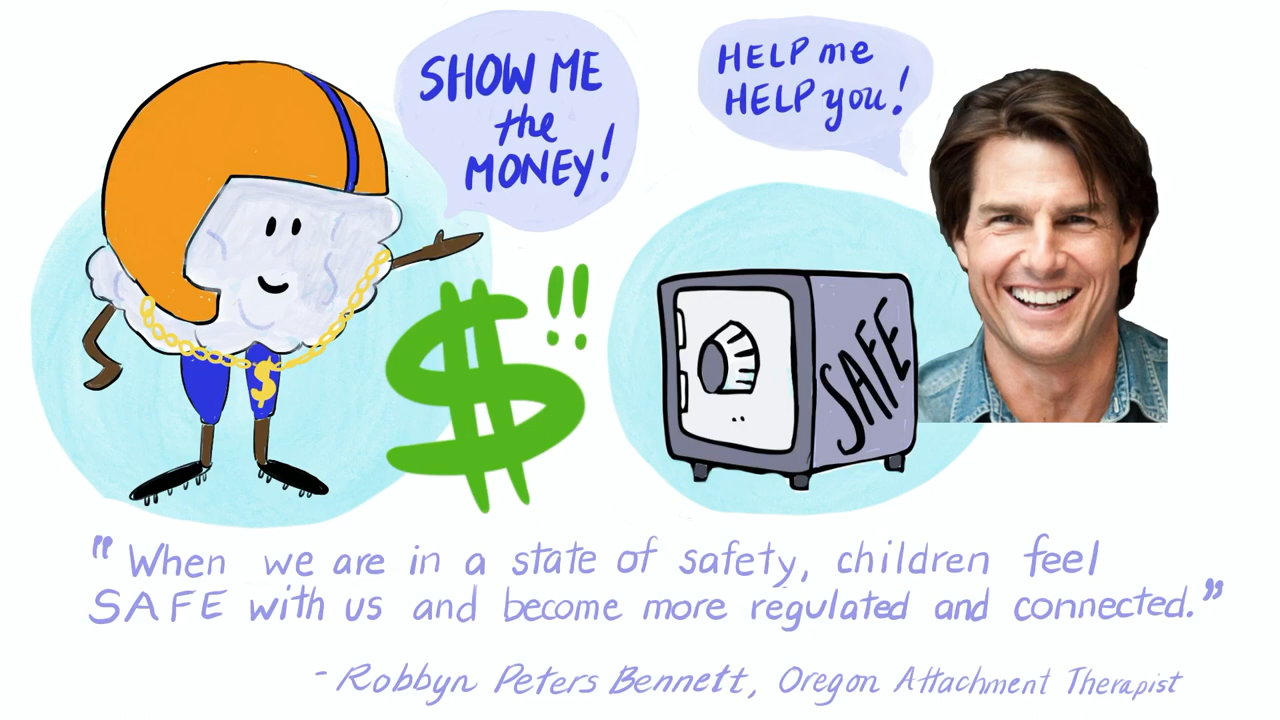 SHOW ME
the
MONEY!
HELP me
HELP you!
$
$!!
SAFE
"When we are in a state of safety, children feel
SAFE with us and become more regulated and connected."
- Robbyn Peters Bennett, Oregon Attachment Therapist